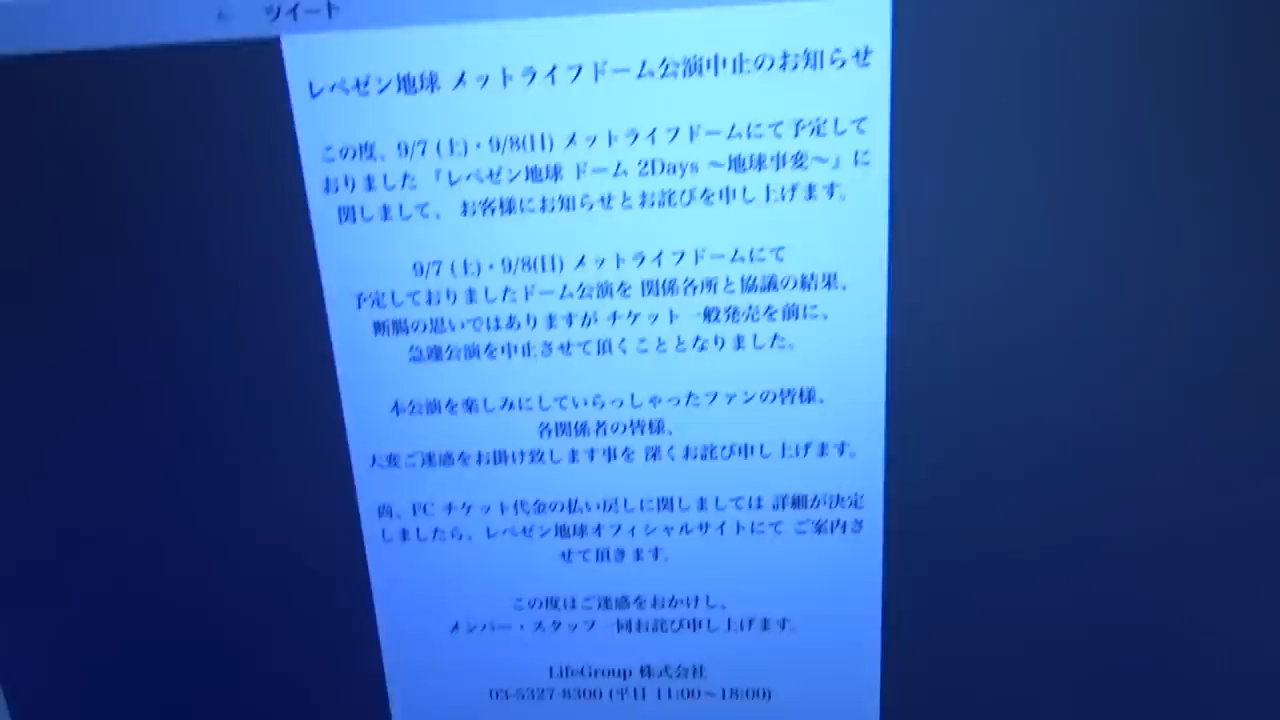 ツイート
レペゼン地球 メットライフドーム公演中止のお知らせ
この度、9/7 (土)・9/8(日) メットライフドームにて予定して
おりました 『レペゼン地球 ドーム 2Days ～地球事変～』に
関しまして、 お客様にお知らせとお詫びを申し上げます。
9/7 (土)・9/8(日) メットライフドームにて
予定しておりましたドーム公演を 関係各所と協議の結果、
断腸の思いではありますが チケット一般発売を前に、
急遽公演を中止させて頂くこととなりました。
本公演を楽しみにしていらっしゃったファンの皆様、
各関係者の皆様、
大変ご迷惑をお掛け致します事を 深くお詫び申し上げます。
尚、FC チケット代金の払い戻しに関しましては 詳細が決定
しましたら、レペゼン地球オフィシャルサイトにて ご案内さ
せて頂きます。
この度はご迷惑をおかけし、
メンバー・スタッフ一同お詫び申し上げます。
LifeGroup 株式会社
03-5327-8300 (平日 11:00～18:00)